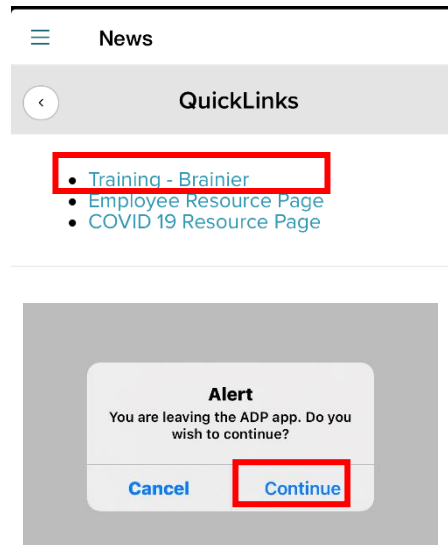 News
QuickLinks
Training - Brainier
Employee Resource Page
COVID 19 Resource Page
Alert
You are leaving the ADP app. Do you
wish to continue?
Cancel Continue